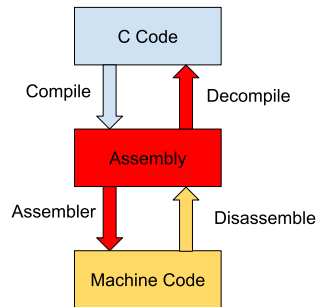 C Code
Compile
Decompile
Assembly
Assembler
Disassemble
Machine Code